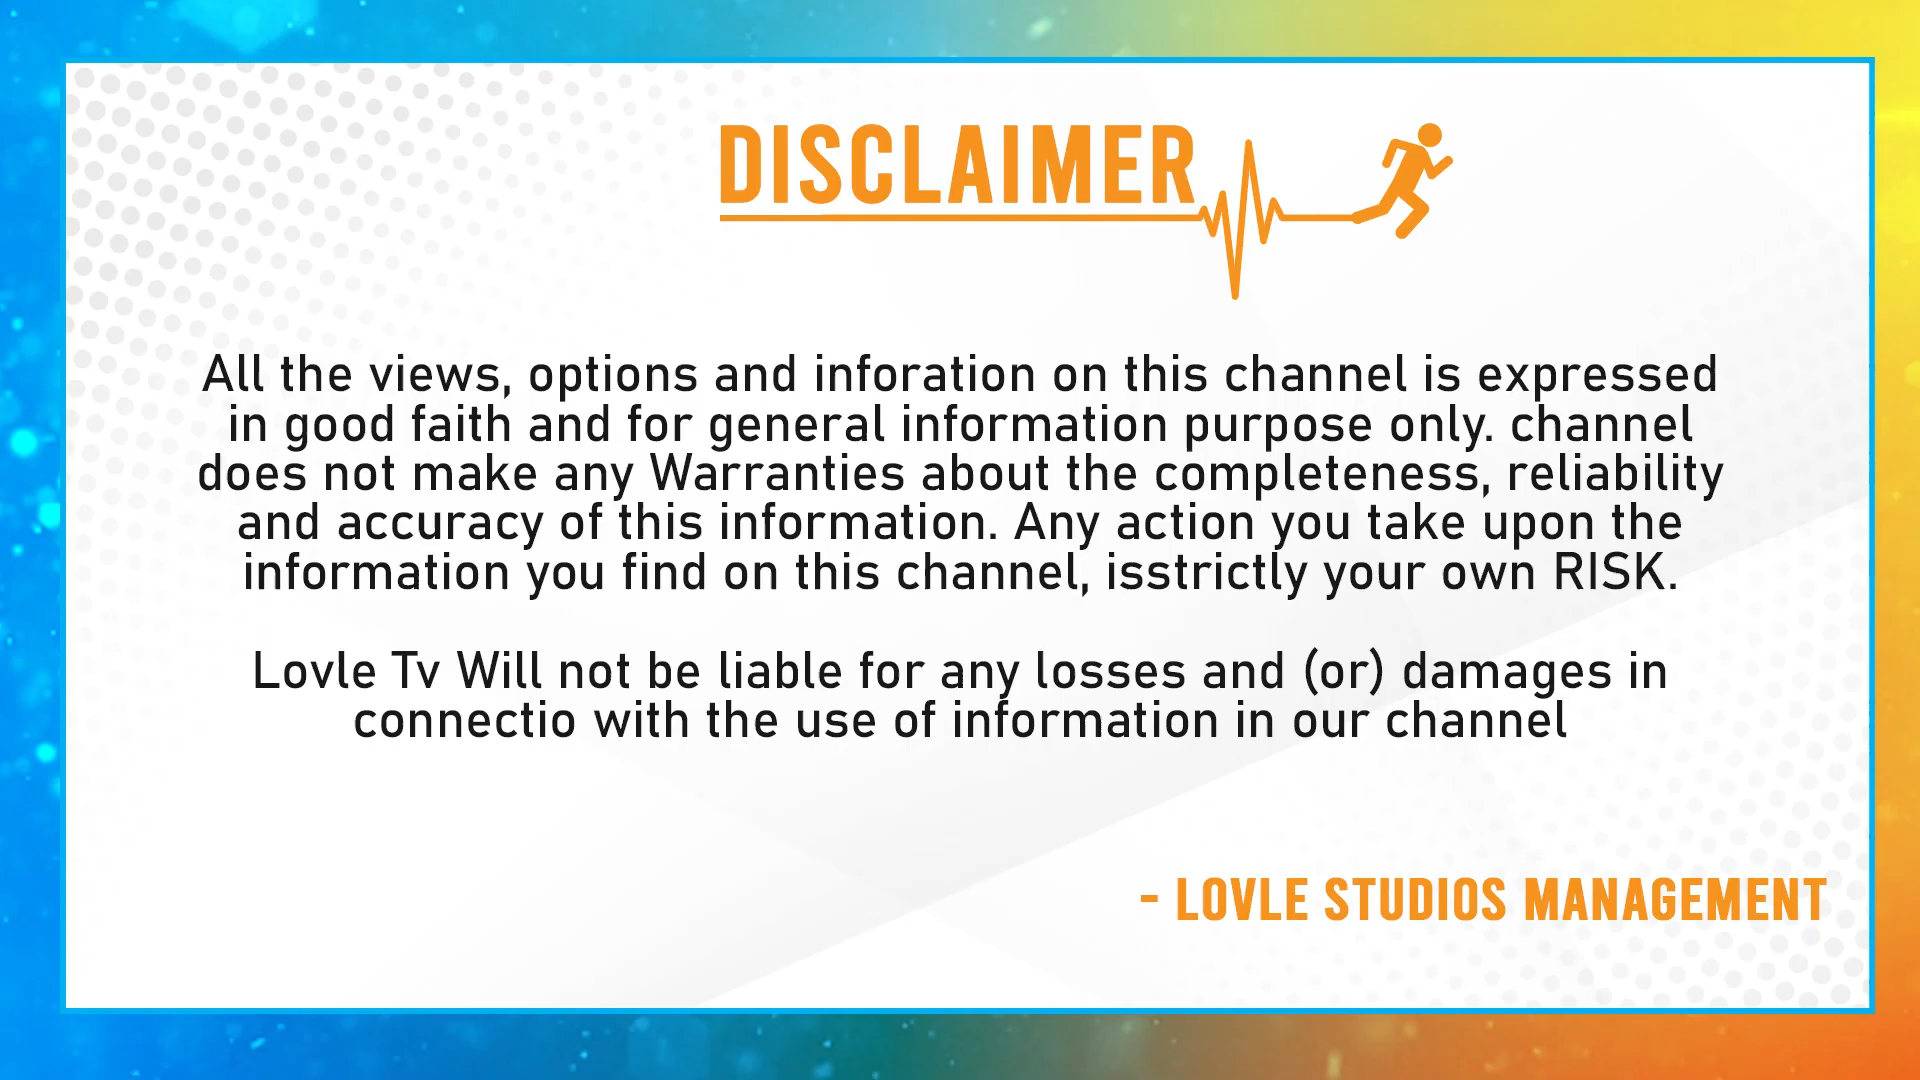 DISCLAIMER
All the views, options and inforation on this channel is expressed
in good faith and for general information purpose only. channel
does not make any Warranties about the completeness, reliability
and accuracy of this information. Any action you take upon the
information you find on this channel, isstrictly your own RISK.
Lovle Tv Will not be liable for any losses and (or) damages in
connectio with the use of information in our channel
- LOVLE STUDIOS MANAGEMENT